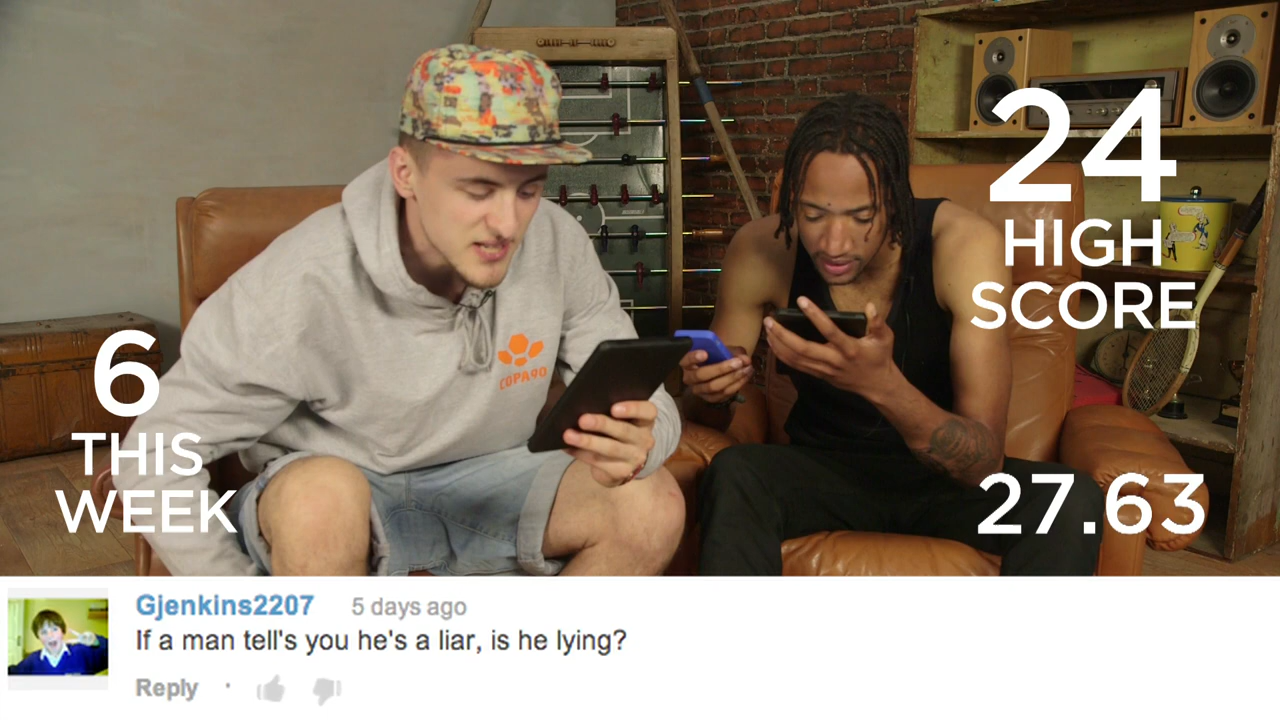 24
HIGH
SCORE
6
THIS
WEEK
COPA90
27.63
Gjenkins2207 5 days ago
If a man tell's you he's a liar, is he lying?
Reply ·